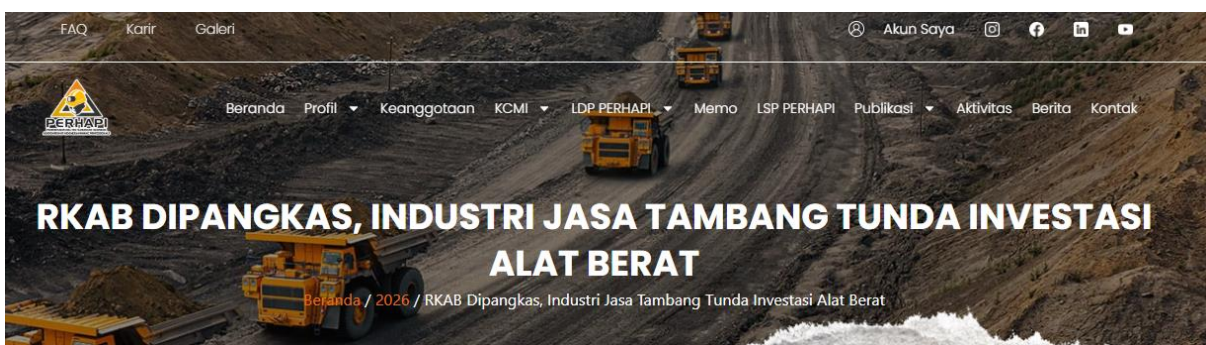 FAQ Karir Galeri Akun Saya
PERHAPI
Beranda Profil Keanggotaan KCMI LDP PERHAPI Memo LSP PERHAPI Publikasi Aktivitas Berita Kontak
RKAB DIPANGKAS, INDUSTRI JASA TAMBANG TUNDA INVESTASI
ALAT BERAT
Beranda / 2026 / RKAB Dipangkas, Industri Jasa Tambang Tunda Investasi Alat Berat